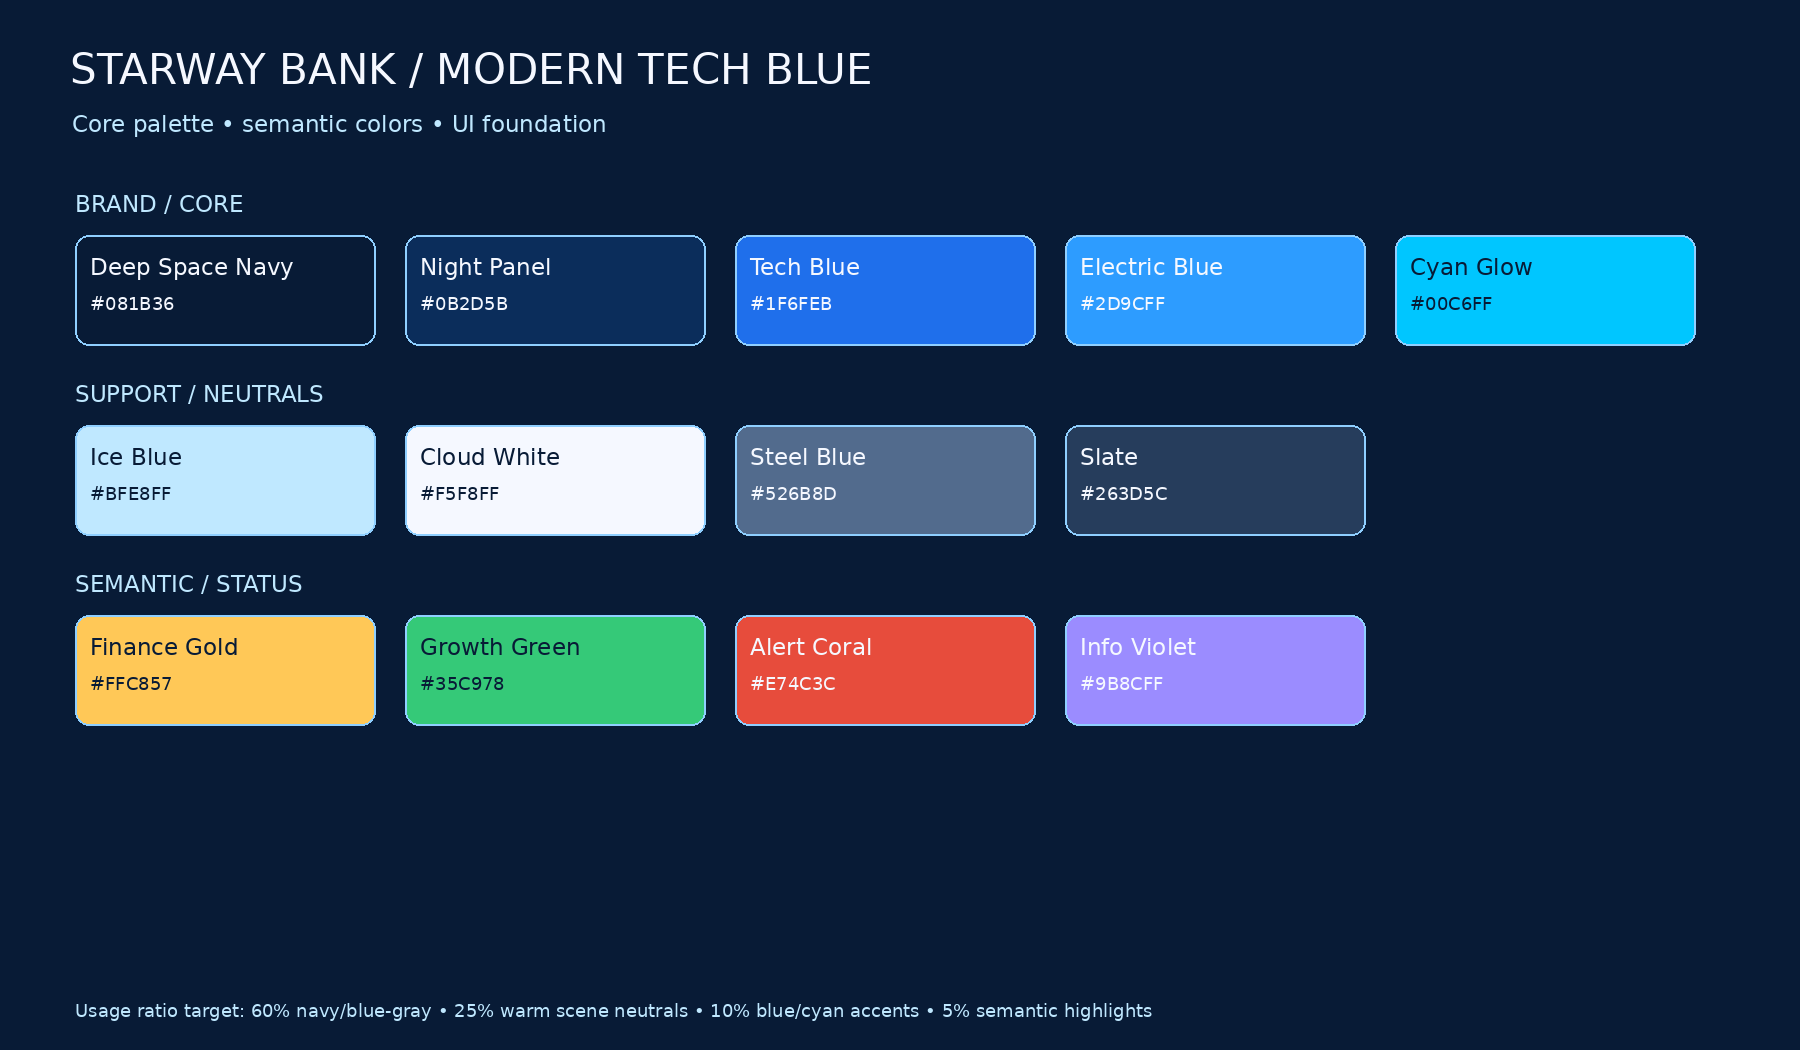 STARWAY BANK / MODERN TECH BLUE
Core palette • semantic colors • UI foundation
BRAND / CORE
Deep Space Navy
#081B36
Night Panel
#0B2D5B
Tech Blue
#1F6FEB
Electric Blue
#2D9CFF
Cyan Glow
#00C6FF
SUPPORT / NEUTRALS
Ice Blue
#BFE8FF
Cloud White
#F5F8FF
Steel Blue
#526B8D
Slate
#263D5C
SEMANTIC / STATUS
Finance Gold
#FFC857
Growth Green
#35C978
Alert Coral
#E74C3C
Info Violet
#9B8CFF
Usage ratio target: 60% navy/blue-gray • 25% warm scene neutrals • 10% blue/cyan accents • 5% semantic highlights